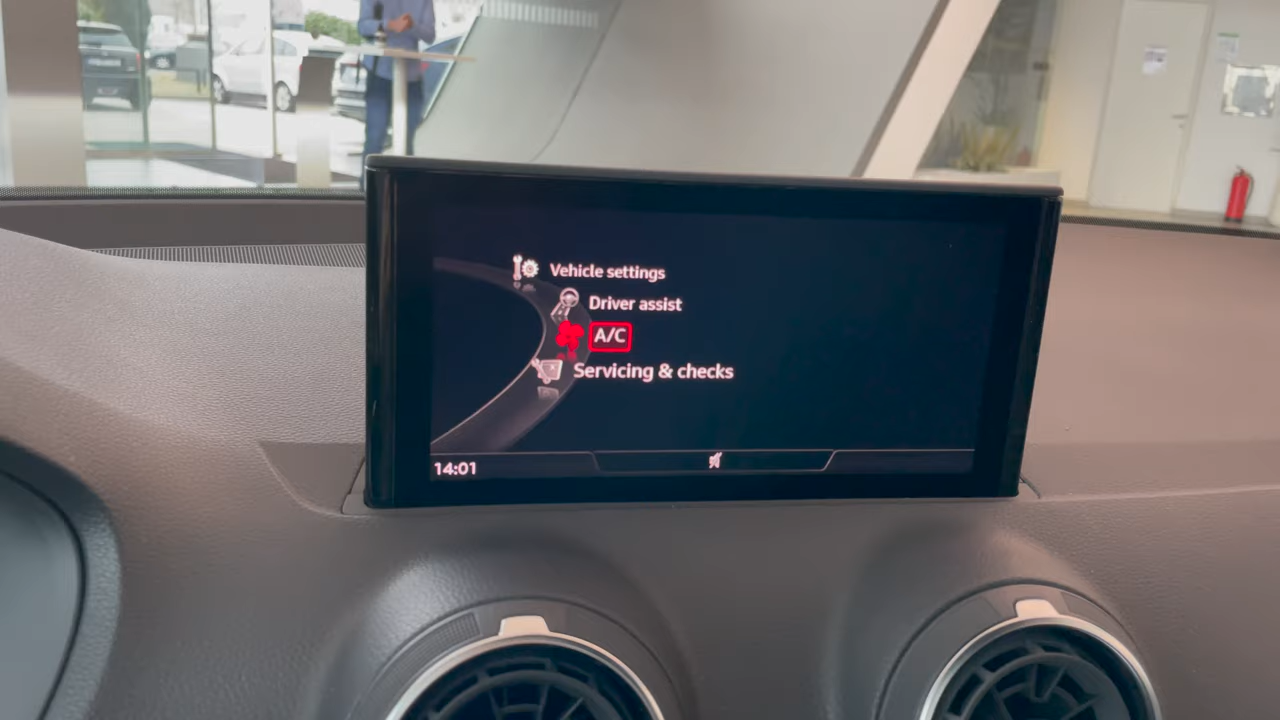 Vehicle settings
Driver assist
A/C
Servicing & checks
14:01